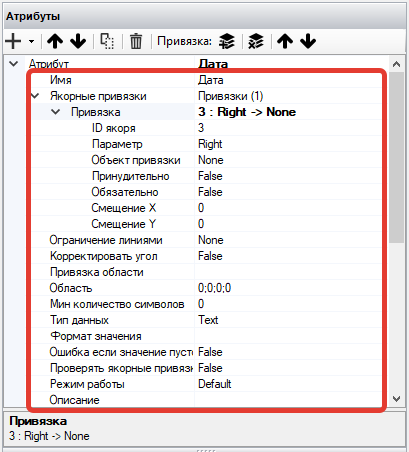 Атрибуты
Привязка:
Атрибут Дата
Имя Дата
Якорные привязки Привязки (1)
Привязка 3 : Right -> None
ID якоря 3
Параметр Right
Объект привязки None
Принудительно False
Обязательно False
Смещение X 0
Смещение Y 0
Ограничение линиями None
Корректировать угол False
Привязка области
Область 0;0;0;0
Мин количество символов 0
Тип данных Text
Формат значения
Ошибка если значение пусто False
Проверять якорные привязк False
Режим работы Default
Описание
Привязка
3 : Right -> None